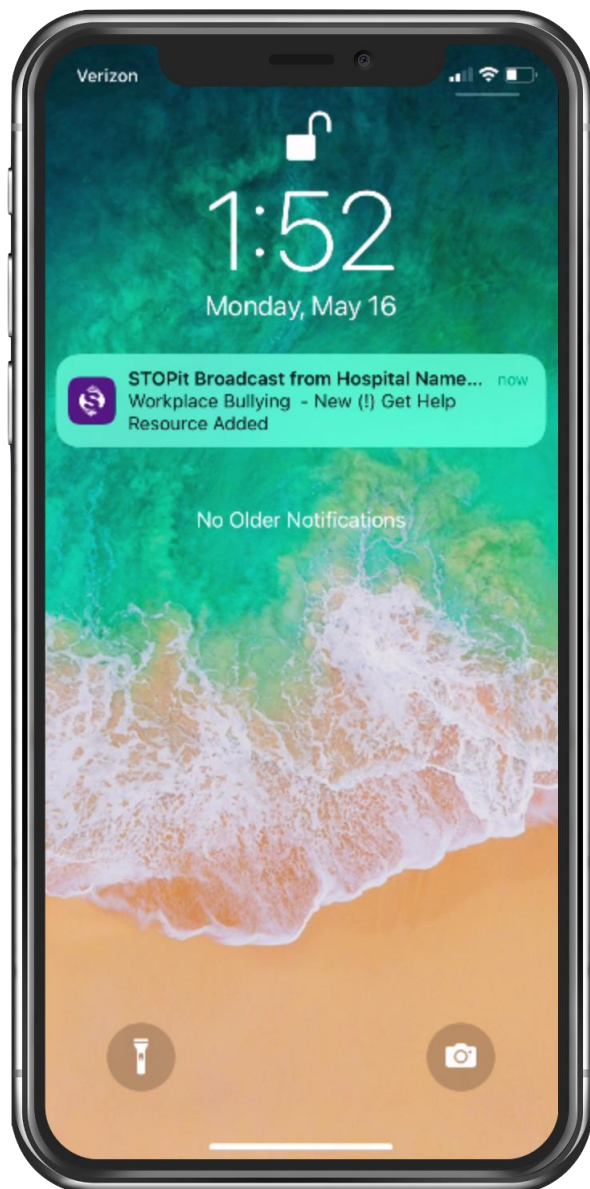 Verizon
1:52
Monday, May 16
STOPit Broadcast from Hospital Name... now
Workplace Bullying - New (!) Get Help
Resource Added
No Older Notifications